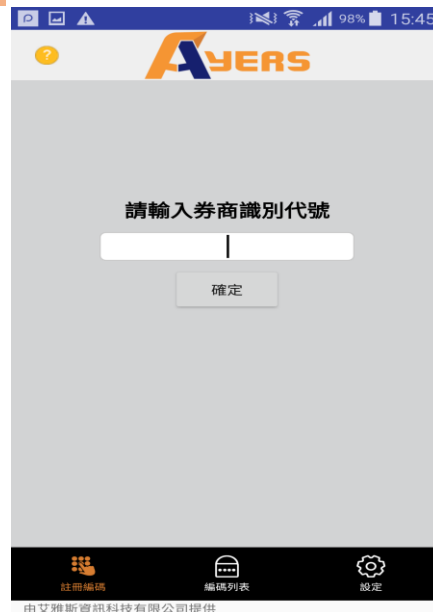 98% 15:45
?
AYERS
請輸入券商識別代號
確定
註冊編碼 編碼列表 設定
由艾雅斯資訊科技有限公司提供